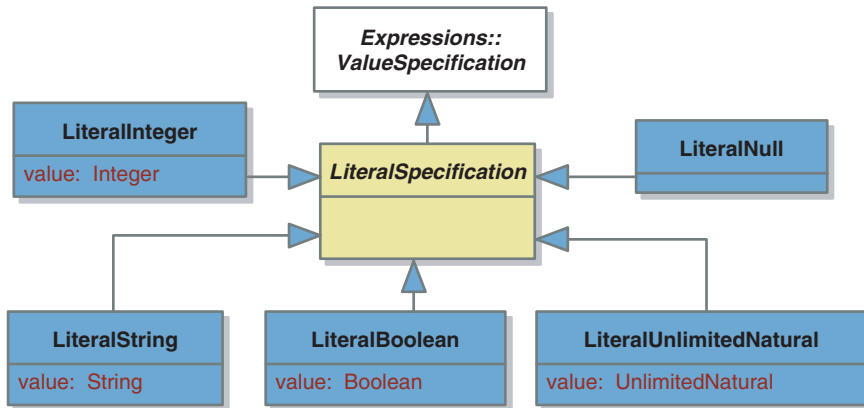 Expressions::
ValueSpecification
LiteralInteger
value: Integer
LiteralSpecification
LiteralNull
LiteralString
value: String
LiteralBoolean
value: Boolean
LiteralUnlimitedNatural
value: UnlimitedNatural